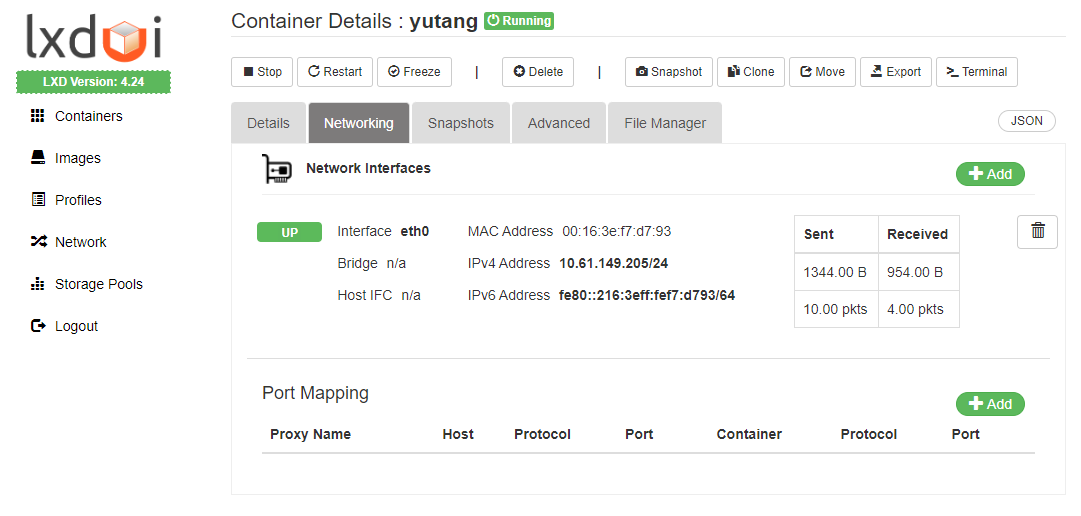 Container Details : yutang Running
lxdui
LXD Version: 4.24
Containers
Images
Profiles
Network
Storage Pools
Logout
Stop Restart Freeze | Delete | Snapshot Clone Move Export Terminal
Details Networking Snapshots Advanced File Manager JSON
Network Interfaces Add
UP Interface eth0 MAC Address 00:16:3e:f7:d7:93
Bridge n/a IPv4 Address 10.61.149.205/24
Host IFC n/a IPv6 Address fe80::216:3eff:fef7:d793/64
Sent Received
1344.00 B 954.00 B
10.00 pkts 4.00 pkts
Port Mapping Add
Proxy Name Host Protocol Port Container Protocol Port